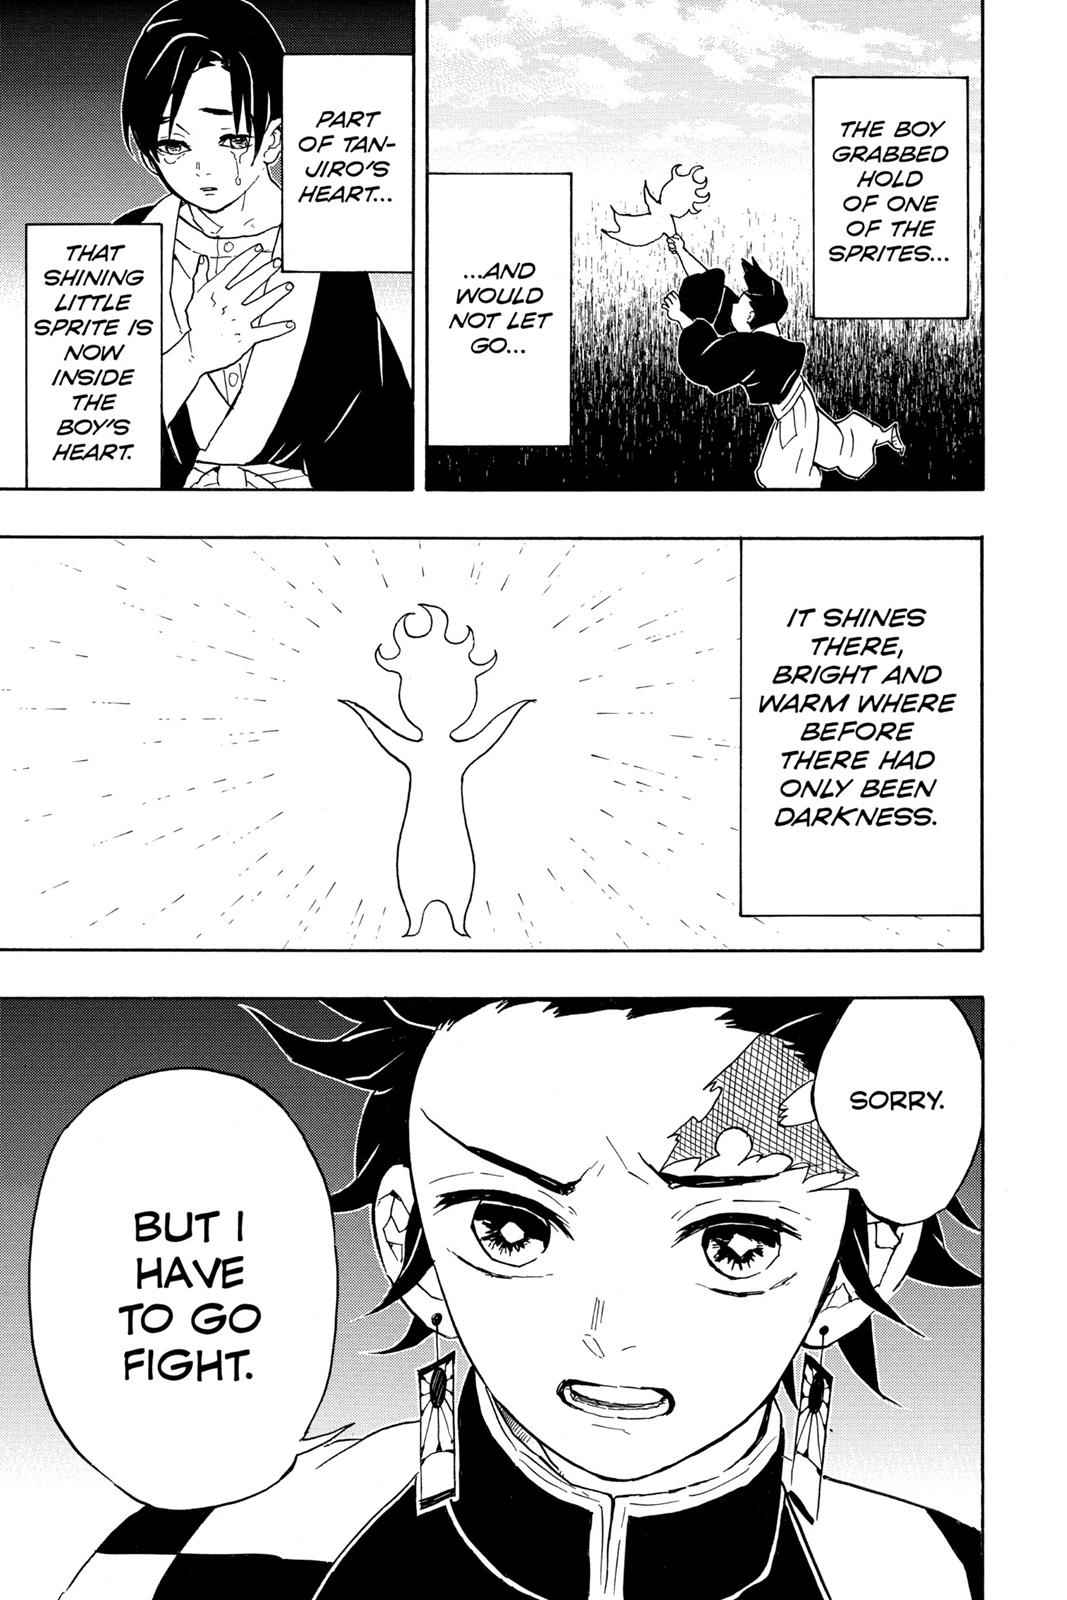 THE BOY
GRABBED
HOLD
OF ONE
OF THE
SPRITES...
...AND
WOULD
NOT LET
GO...
PART
OF TAN-
JIRO'S
HEART...
THAT
SHINING
LITTLE
SPRITE IS
NOW
INSIDE
THE
BOY'S
HEART.
IT SHINES
THERE,
BRIGHT AND
WARM WHERE
BEFORE
THERE HAD
ONLY BEEN
DARKNESS.
SORRY.
BUT I
HAVE
TO GO
FIGHT.